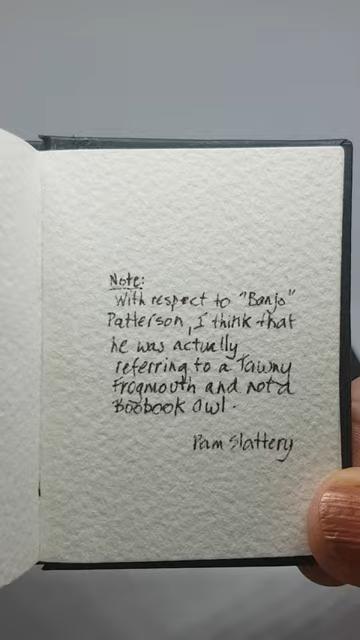 Note:
With respect to "Banjo"
Patterson, I think that
he was actually
referring to a Tawny
Frogmouth and not a
Boobook Owl.
Pam Slattery